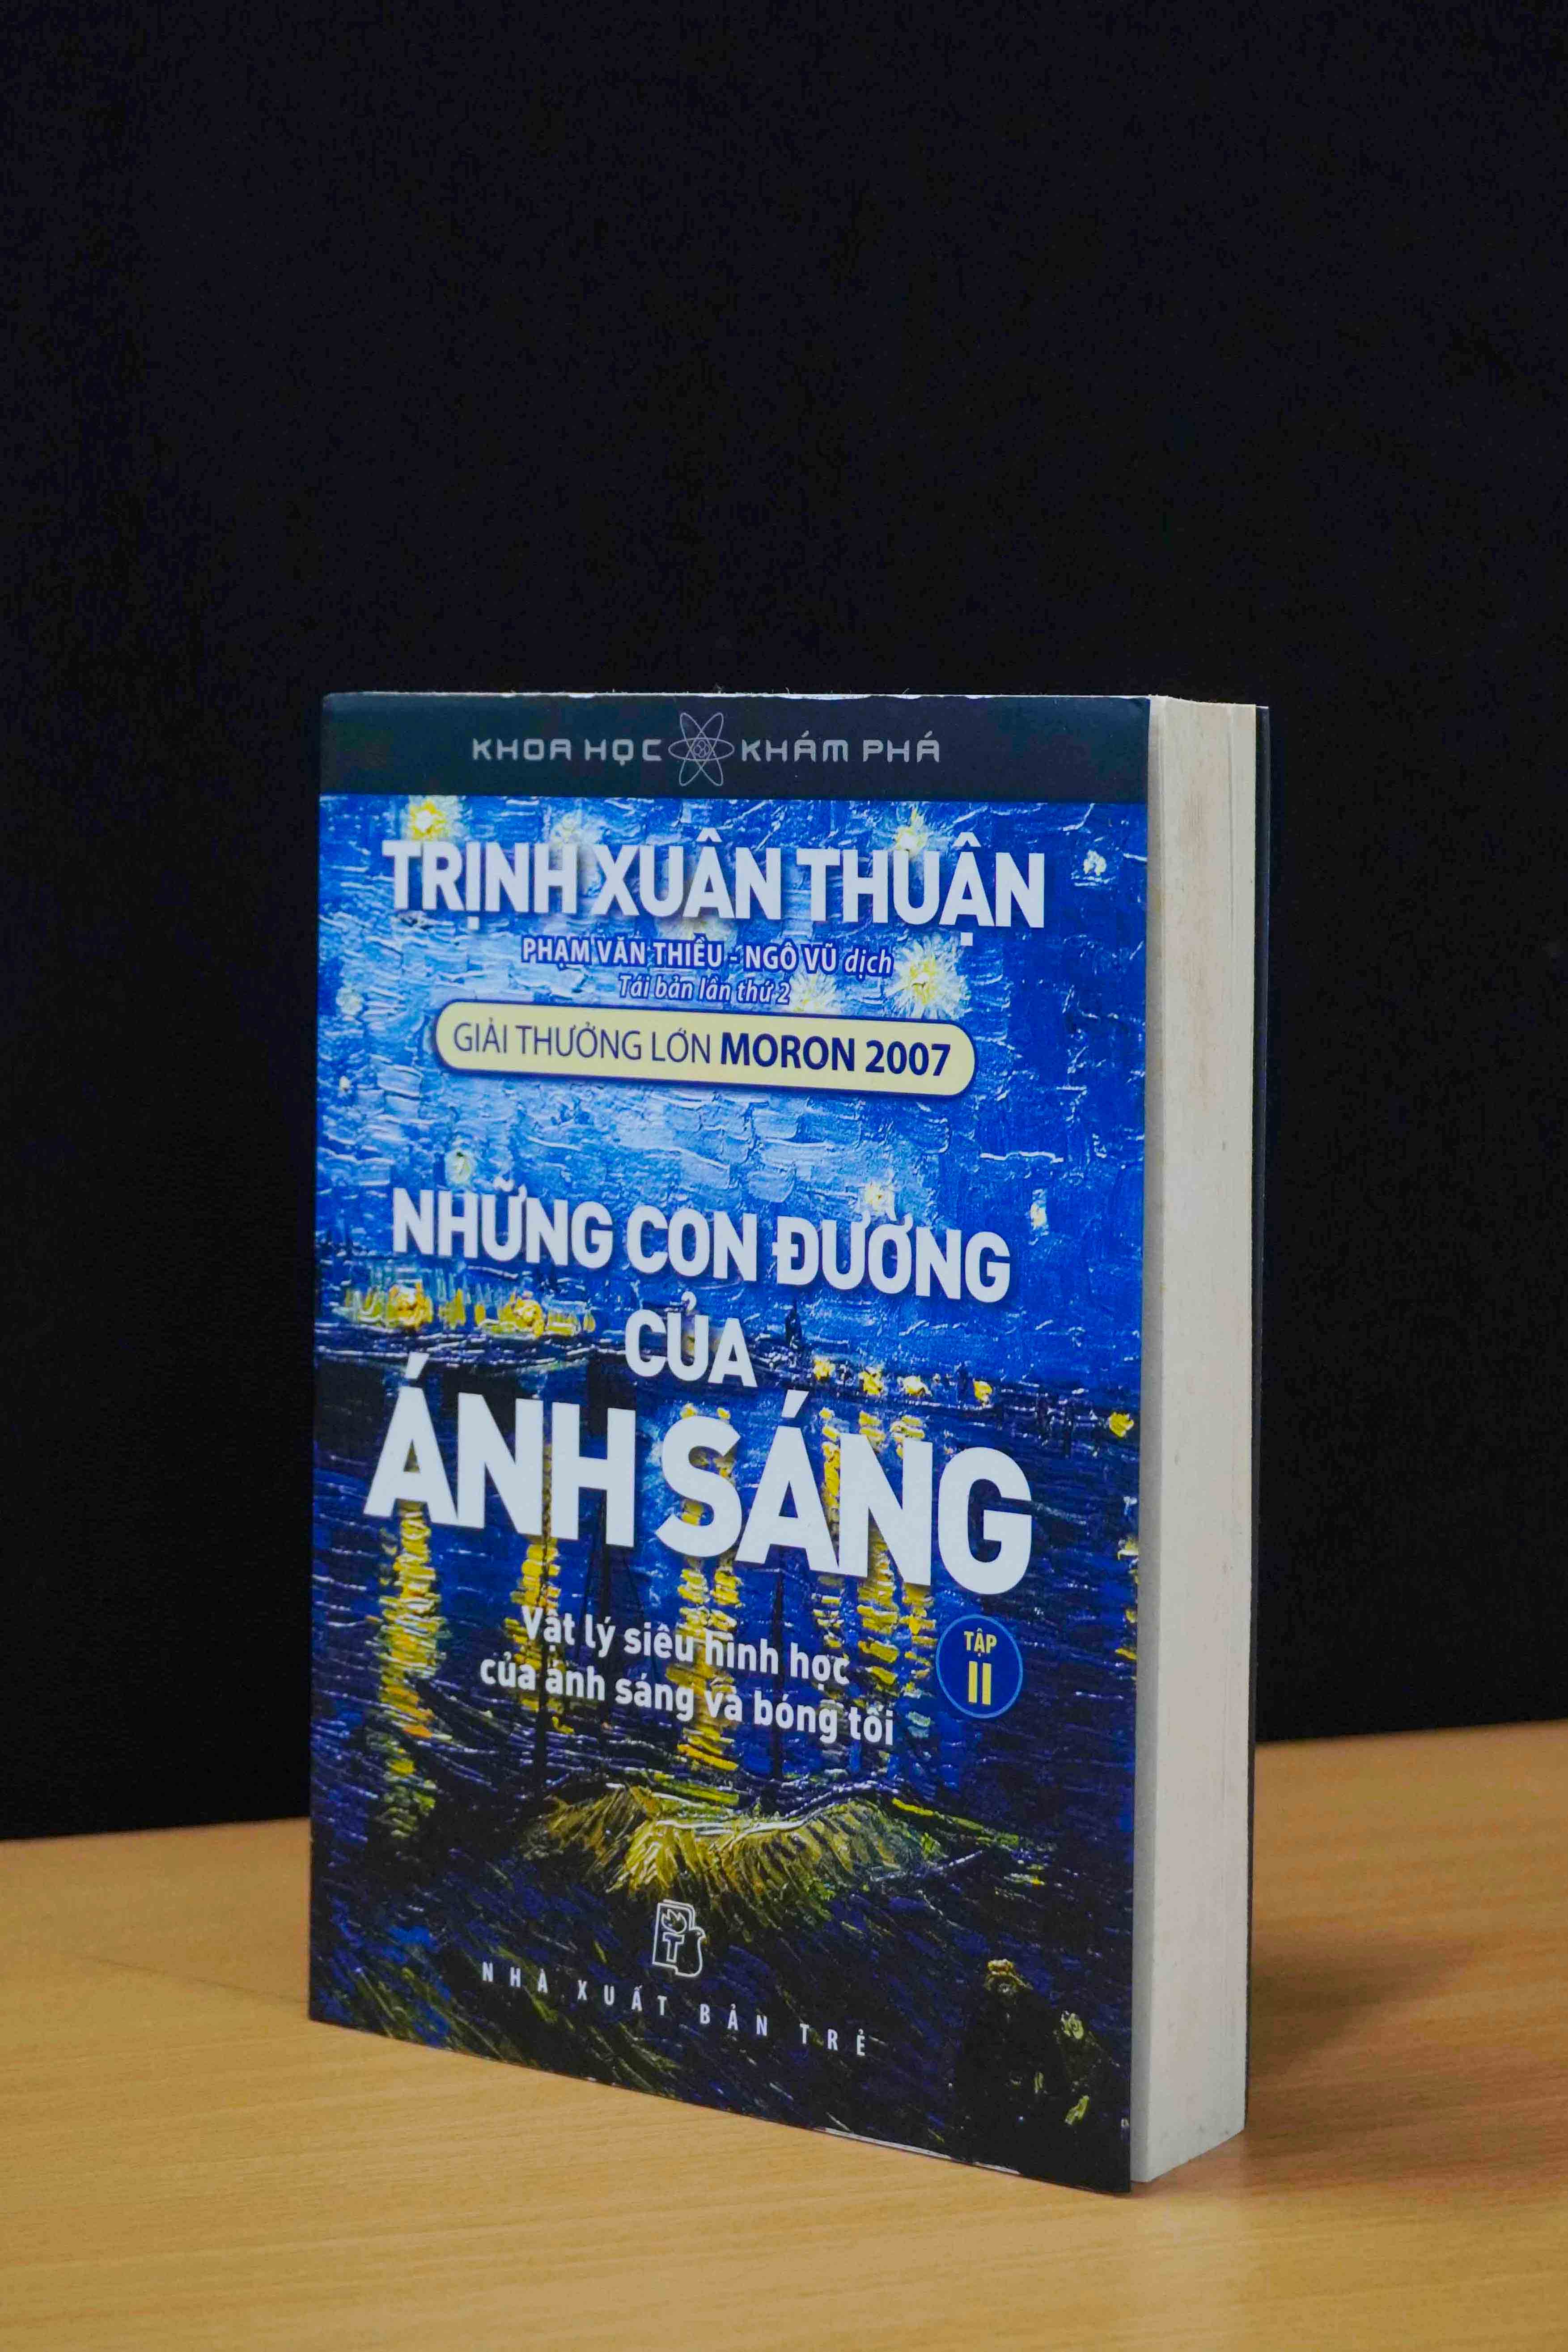 KHOA HỌC KHÁM PHÁ
TRỊNH XUÂN THUẬN
PHẠM VĂN THIỀU - NGÔ VŨ dịch
Tái bản lần thứ 2
GIẢI THƯỞNG LỚN MORON 2007
NHỮNG CON ĐƯỜNG
CỦA
ÁNH SÁNG
Vật lý siêu hình học
của ánh sáng và bóng tối
TẬP
II
T
NHÀ XUẤT BẢN TRẺ